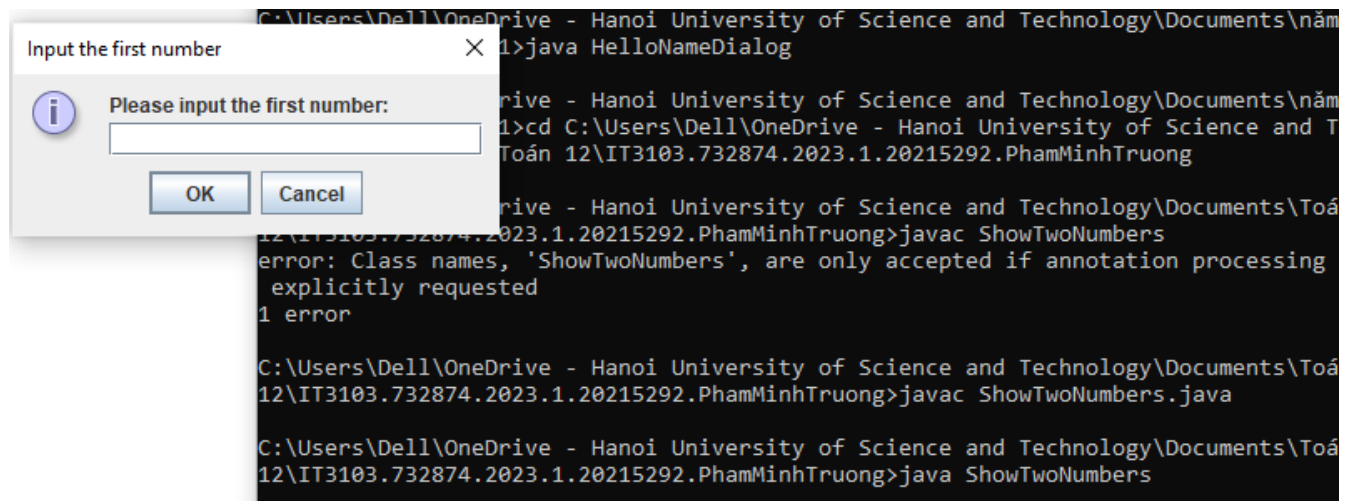 Input the first number
Please input the first number:
OK Cancel
C:\Users\Dell\OneDrive - Hanoi University of Science and Technology\Documents\năm
1>java HelloNameDialog
rive - Hanoi University of Science and Technology\Documents\năm
1>cd C:\Users\Dell\OneDrive - Hanoi University of Science and T
Toán 12\IT3103.732874.2023.1.20215292.PhamMinhTruong
rive - Hanoi University of Science and Technology\Documents\Toá
12\IT3103.732874.2023.1.20215292.PhamMinhTruong>javac ShowTwoNumbers
error: Class names, 'ShowTwoNumbers', are only accepted if annotation processing
explicitly requested
1 error
C:\Users\Dell\OneDrive - Hanoi University of Science and Technology\Documents\Toá
12\IT3103.732874.2023.1.20215292.PhamMinhTruong>javac ShowTwoNumbers.java
C:\Users\Dell\OneDrive - Hanoi University of Science and Technology\Documents\Toá
12\IT3103.732874.2023.1.20215292.PhamMinhTruong>java ShowTwoNumbers